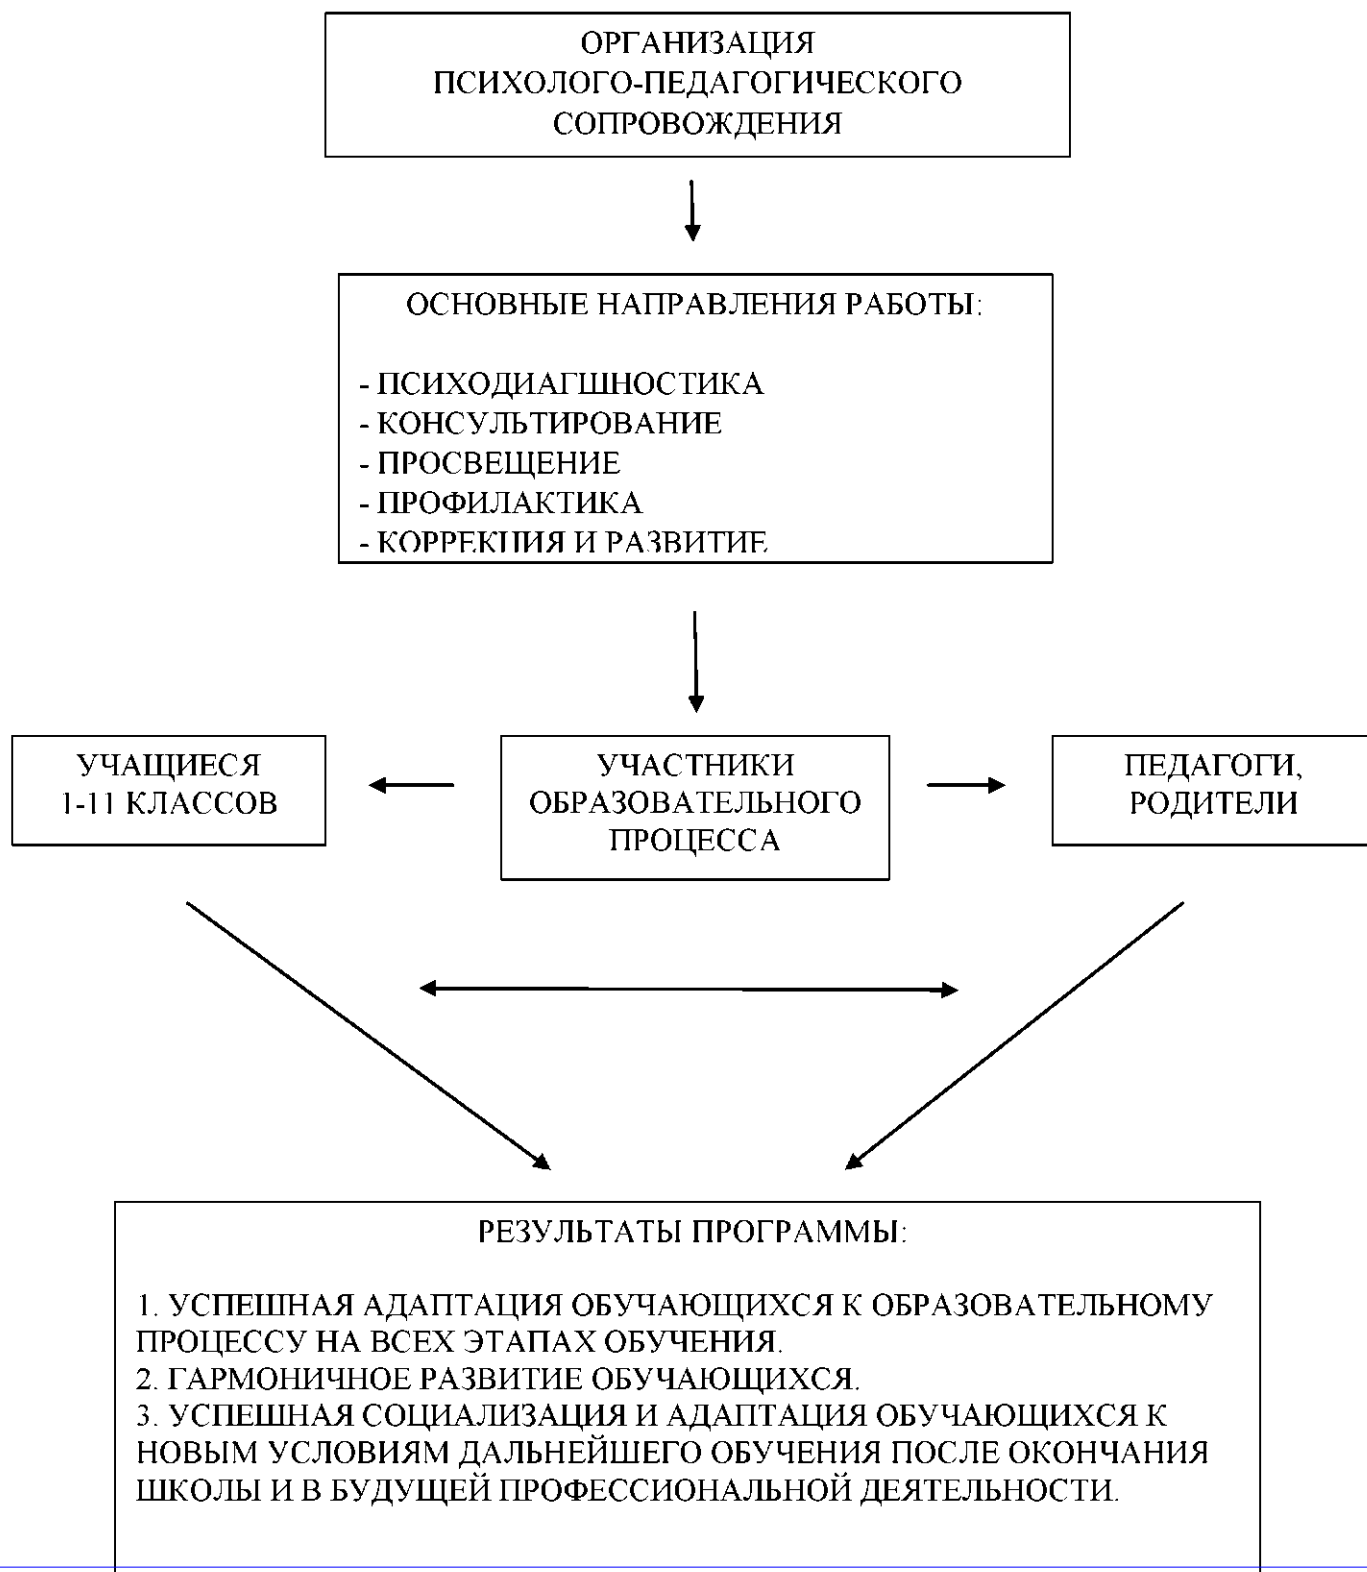 ОРГАНИЗАЦИЯ
ПСИХОЛОГО-ПЕДАГОГИЧЕСКОГО
СОПРОВОЖДЕНИЯ
ОСНОВНЫЕ НАПРАВЛЕНИЯ РАБОТЫ:
- ПСИХОДИАГШНОСТИКА
- КОНСУЛЬТИРОВАНИЕ
- ПРОСВЕЩЕНИЕ
- ПРОФИЛАКТИКА
- КОРРЕКЦИЯ И РАЗВИТИЕ
УЧАЩИЕСЯ
1-11 КЛАССОВ
УЧАСТНИКИ
ОБРАЗОВАТЕЛЬНОГО
ПРОЦЕССА
ПЕДАГОГИ,
РОДИТЕЛИ
РЕЗУЛЬТАТЫ ПРОГРАММЫ:
1. УСПЕШНАЯ АДАПТАЦИЯ ОБУЧАЮЩИХСЯ К ОБРАЗОВАТЕЛЬНОМУ
ПРОЦЕССУ НА ВСЕХ ЭТАПАХ ОБУЧЕНИЯ.
2. ГАРМОНИЧНОЕ РАЗВИТИЕ ОБУЧАЮЩИХСЯ.
3. УСПЕШНАЯ СОЦИАЛИЗАЦИЯ И АДАПТАЦИЯ ОБУЧАЮЩИХСЯ К
НОВЫМ УСЛОВИЯМ ДАЛЬНЕЙШЕГО ОБУЧЕНИЯ ПОСЛЕ ОКОНЧАНИЯ
ШКОЛЫ И В БУДУЩЕЙ ПРОФЕССИОНАЛЬНОЙ ДЕЯТЕЛЬНОСТИ.